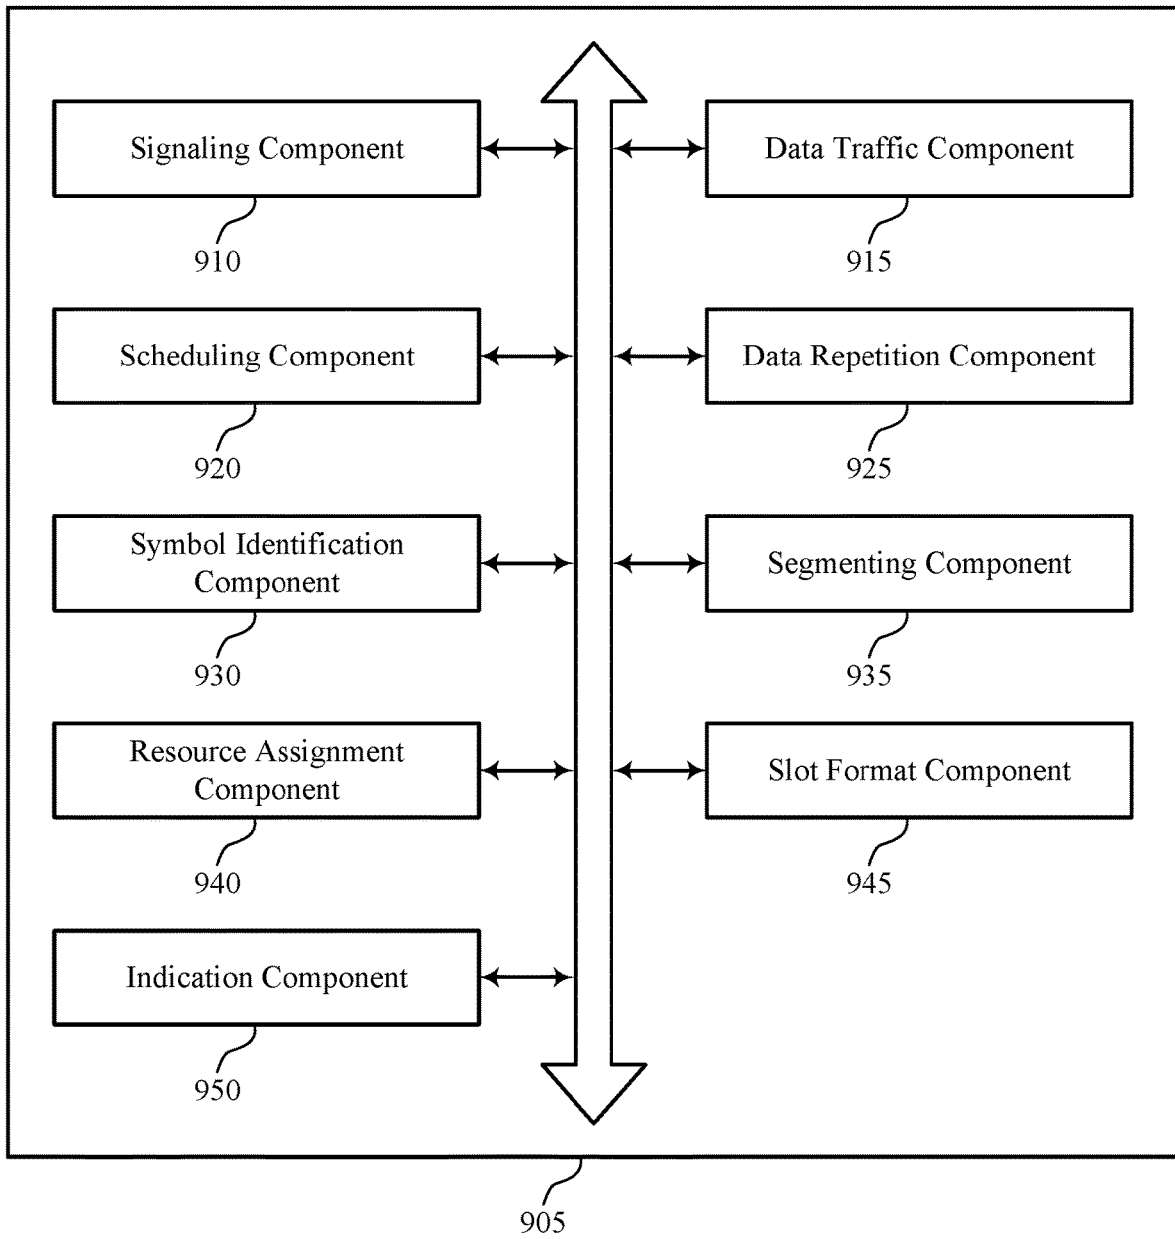 Signaling Component
Data Traffic Component
910
915
Scheduling Component
Data Repetition Component
920
925
Symbol Identification
Component
Segmenting Component
930
935
Resource Assignment
Component
Slot Format Component
940
945
Indication Component
950
905